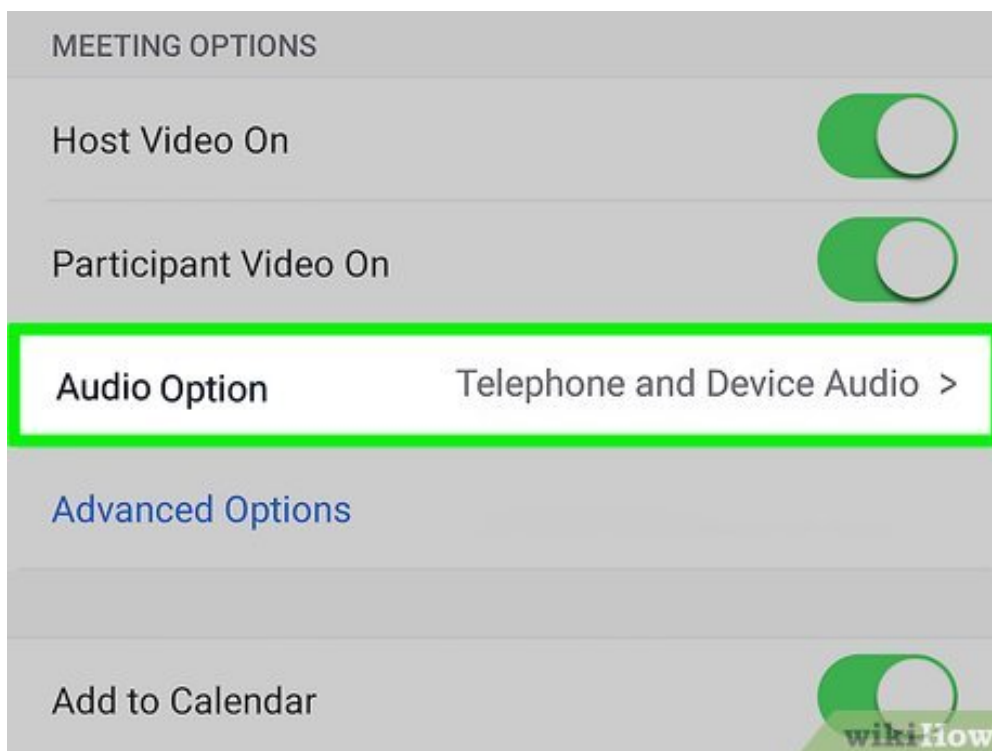 MEETING OPTIONS
Host Video On
Participant Video On
Audio Option Telephone and Device Audio >
Advanced Options
Add to Calendar
wikiHow